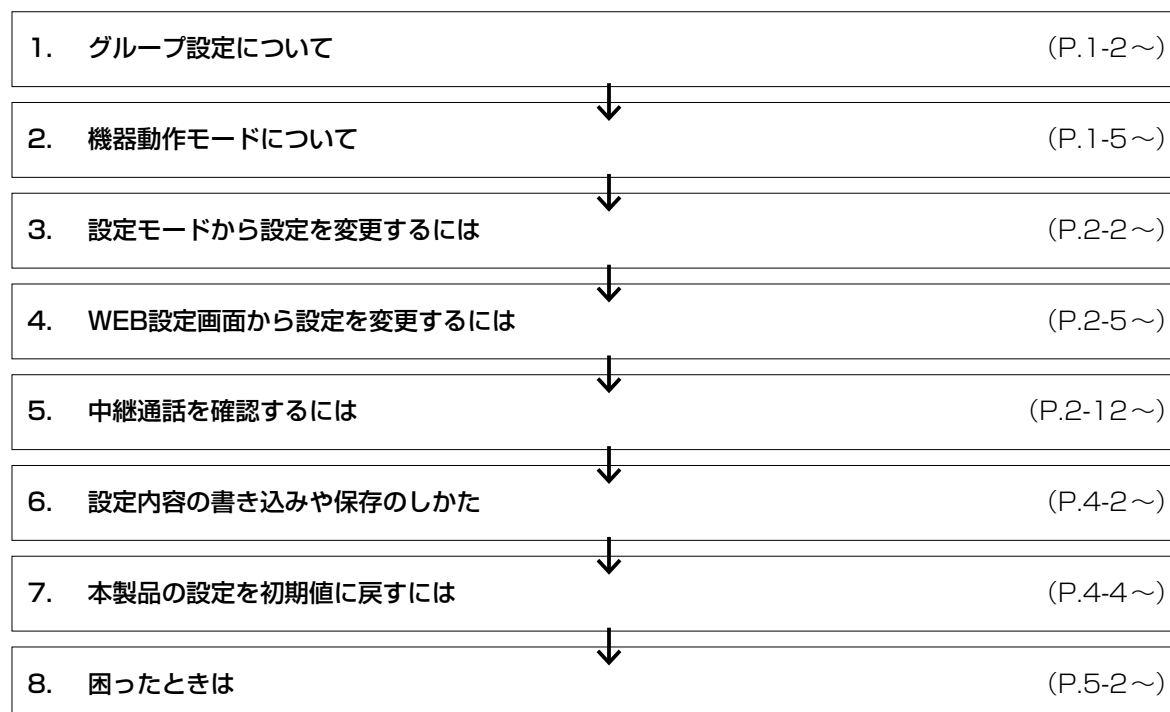 1. グループ設定について (P.1-2〜)
2. 機器動作モードについて (P.1-5〜)
3. 設定モードから設定を変更するには (P.2-2〜)
4. WEB設定画面から設定を変更するには (P.2-5〜)
5. 中継通話を確認するには (P.2-12〜)
6. 設定内容の書き込みや保存のしかた (P.4-2〜)
7. 本製品の設定を初期値に戻すには (P.4-4〜)
8. 困ったときは (P.5-2〜)